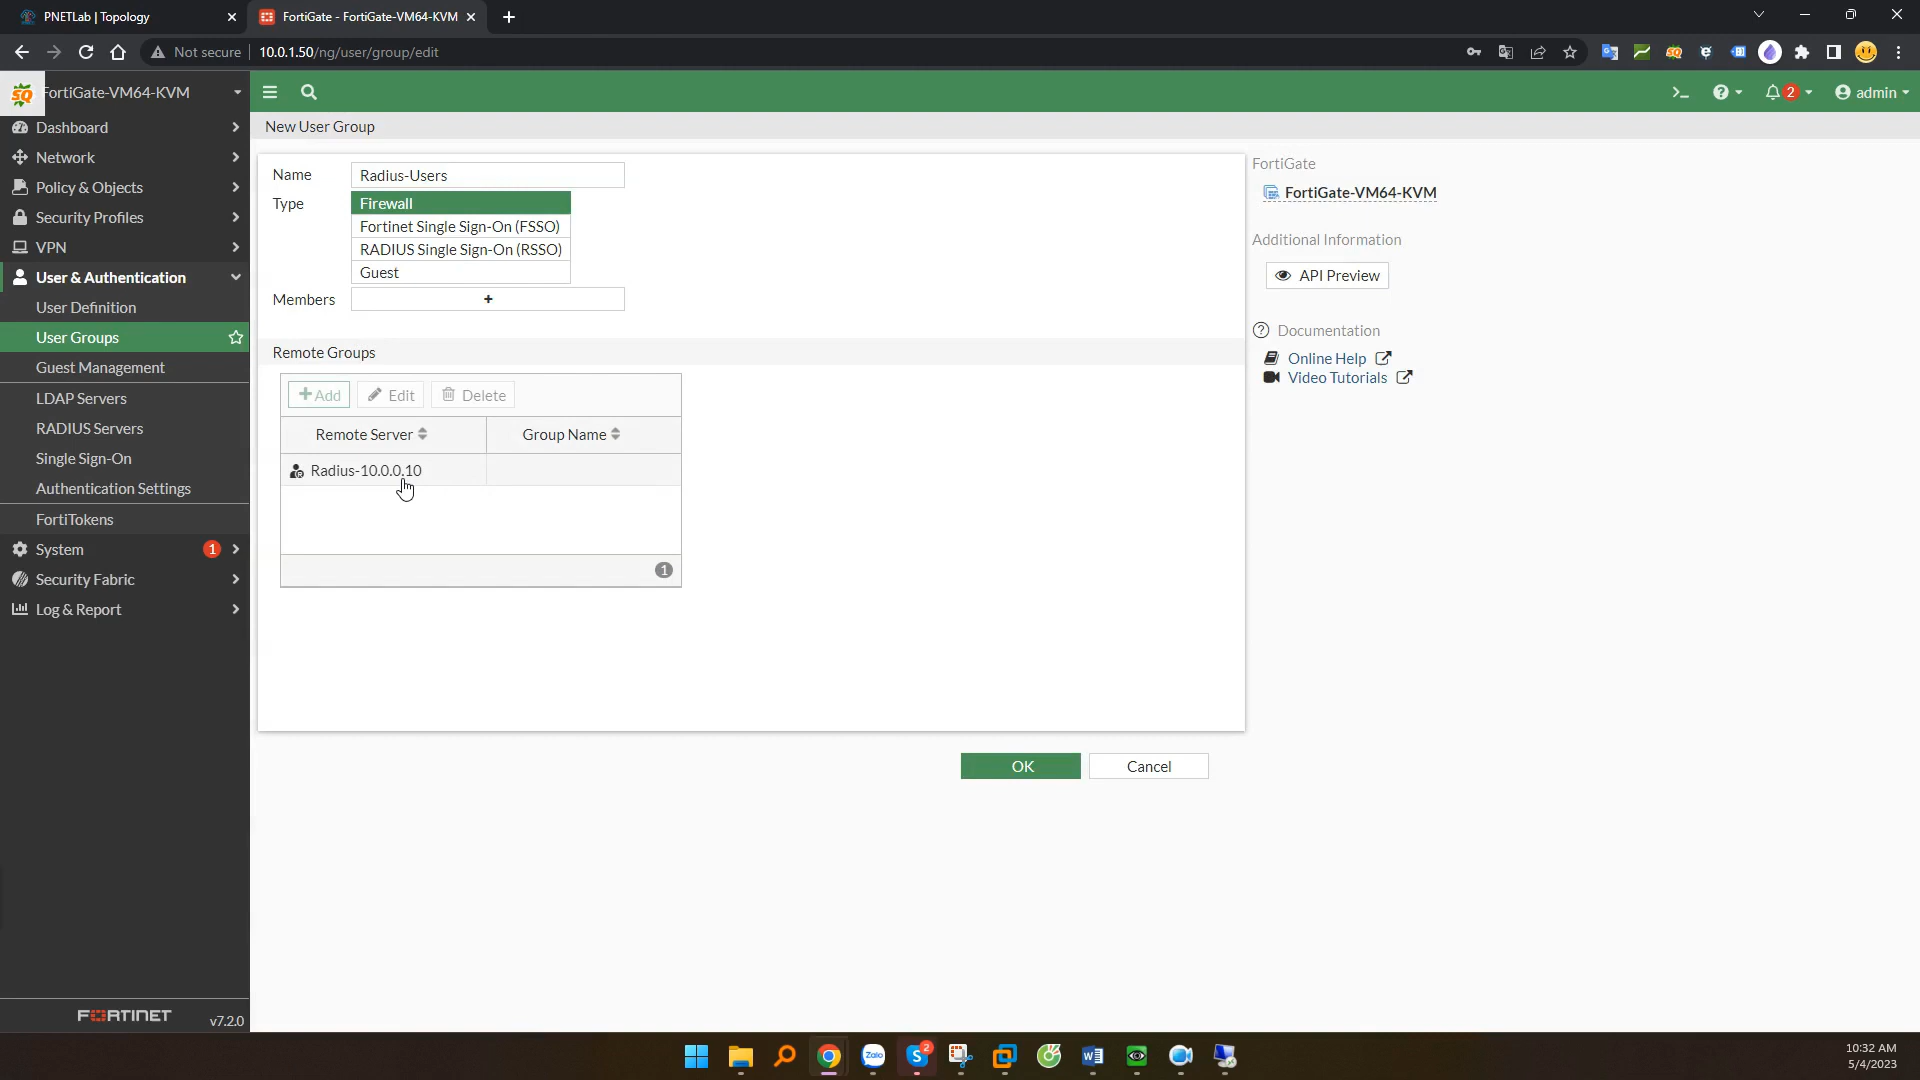 PNETLab | Topology
FortiGate - FortiGate-VM64-KVM
Not secure
10.0.1.50/ng/user/group/edit
SQ
FortiGate-VM64-KVM
2
admin
Dashboard
Network
Policy & Objects
Security Profiles
VPN
User & Authentication
User Definition
User Groups
Guest Management
LDAP Servers
RADIUS Servers
Single Sign-On
Authentication Settings
FortiTokens
System
1
Security Fabric
Log & Report
FORTINET
v7.2.0
New User Group
Name
Radius-Users
Type
Firewall
Fortinet Single Sign-On (FSSO)
RADIUS Single Sign-On (RSSO)
Guest
Members
+
Remote Groups
+ Add
Edit
Delete
Remote Server
Group Name
Radius-10.0.0.10
1
OK
Cancel
FortiGate
FortiGate-VM64-KVM
Additional Information
API Preview
Documentation
Online Help
Video Tutorials
Zalo
S
2
W
10:32 AM
5/4/2023